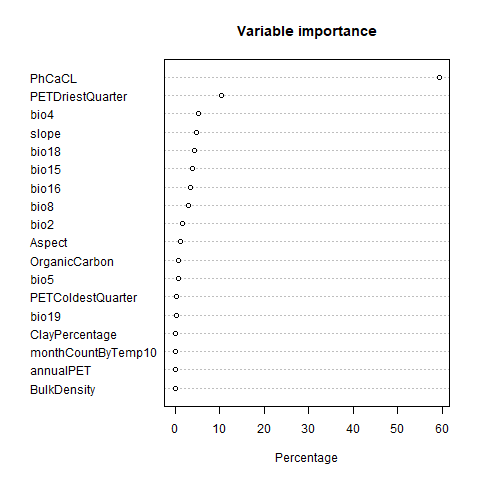 Variable importance
PhCaCL
PETDriestQuarter
bio4
slope
bio18
bio15
bio16
bio8
bio2
Aspect
OrganicCarbon
bio5
PETColdestQuarter
bio19
ClayPercentage
monthCountByTemp10
annualPET
BulkDensity
0 10 20 30 40 50 60
Percentage